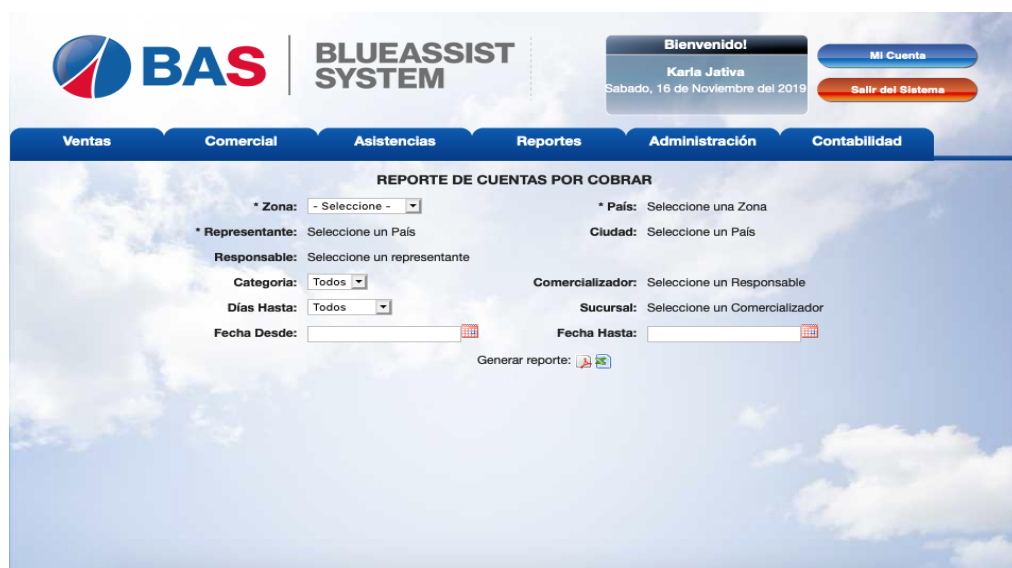 BAS
BLUEASSIST
SYSTEM
Bienvenido!
Karla Jativa
Sabado, 16 de Noviembre del 2019
Mi Cuenta
Salir del Sistema
Ventas Comercial Asistencias Reportes Administración Contabilidad
REPORTE DE CUENTAS POR COBRAR
* Zona: - Seleccione - * País: Seleccione una Zona
* Representante: Seleccione un País Ciudad: Seleccione un País
Responsable: Seleccione un representante
Categoria: Todos Comercializador: Seleccione un Responsable
Días Hasta: Todos Sucursal: Seleccione un Comercializador
Fecha Desde: Fecha Hasta:
Generar reporte: